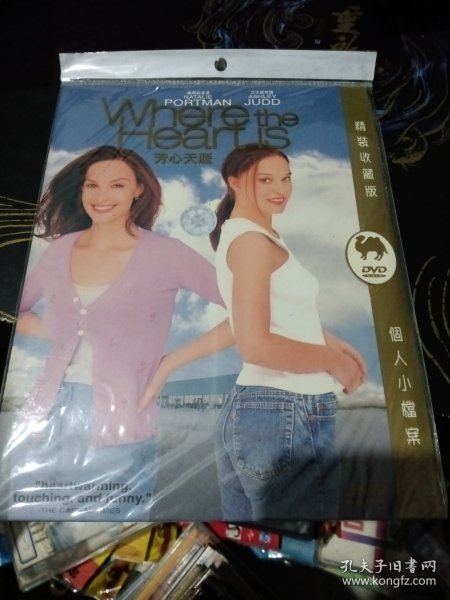 NATALIE
PORTMAN
ASHLEY
JUDD
Where the
Heart is
芳心天涯
精裝收藏版
DVD
個人小檔案
"heartwarming,
touching, and funny."
孔夫子旧书网
www.kongfz.com